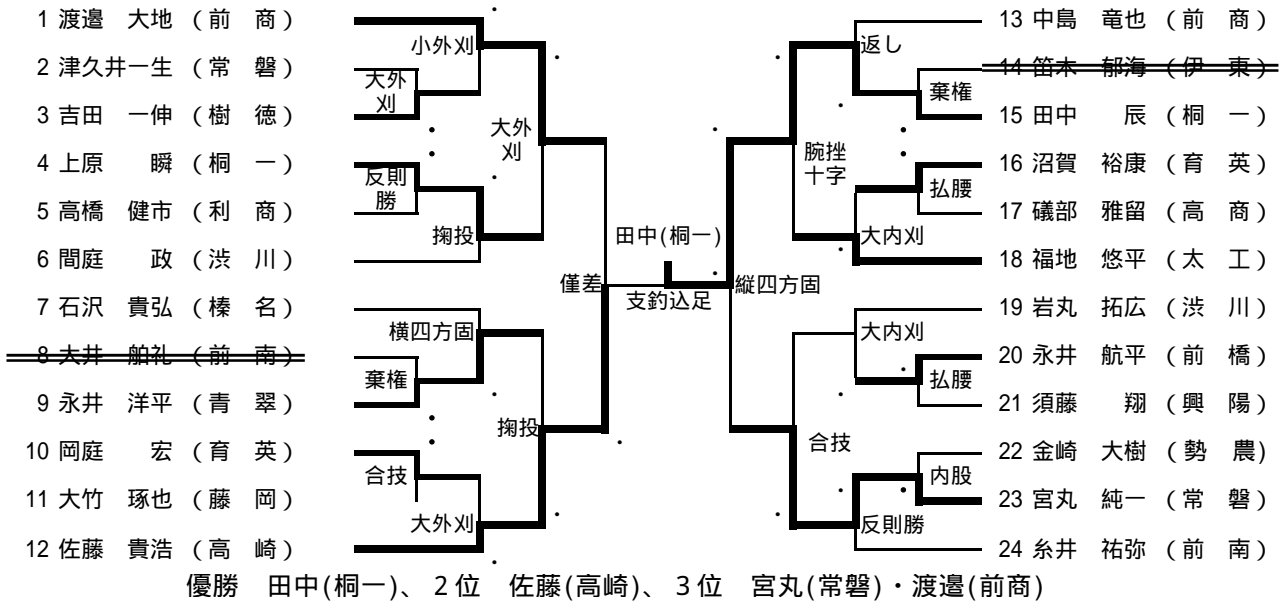 1 渡邉 大地 (前 商)
2 津久井一生 (常 磐)
3 吉田 一伸 (樹 徳)
4 上原 瞬 (桐 一)
5 高橋 健市 (利 商)
6 間庭 政 (渋 川)
7 石沢 貴弘 (榛 名)
8 大井 舶礼 (前 南)
9 永井 洋平 (青 翠)
10 岡庭 宏 (育 英)
11 大竹 琢也 (藤 岡)
12 佐藤 貴浩 (高 崎)
小外刈
大外
刈
大外
刈
反則
勝
掬投
横四方固
棄権
掬投
合技
大外刈
僅差
田中(桐一)
支釣込足
縦四方固
返し
棄権
腕挫
十字
払腰
大内刈
大内刈
払腰
合技
内股
反則勝
13 中島 竜也 (前 商)
14 笛木 郁海 (伊 東)
15 田中 辰 (桐 一)
16 沼賀 裕康 (育 英)
17 礒部 雅留 (高 商)
18 福地 悠平 (太 工)
19 岩丸 拓広 (渋 川)
20 永井 航平 (前 橋)
21 須藤 翔 (興 陽)
22 金崎 大樹 (勢 農)
23 宮丸 純一 (常 磐)
24 糸井 祐弥 (前 南)
優勝 田中(桐一)、2位 佐藤(高崎)、3位 宮丸(常磐)・渡邉(前商)